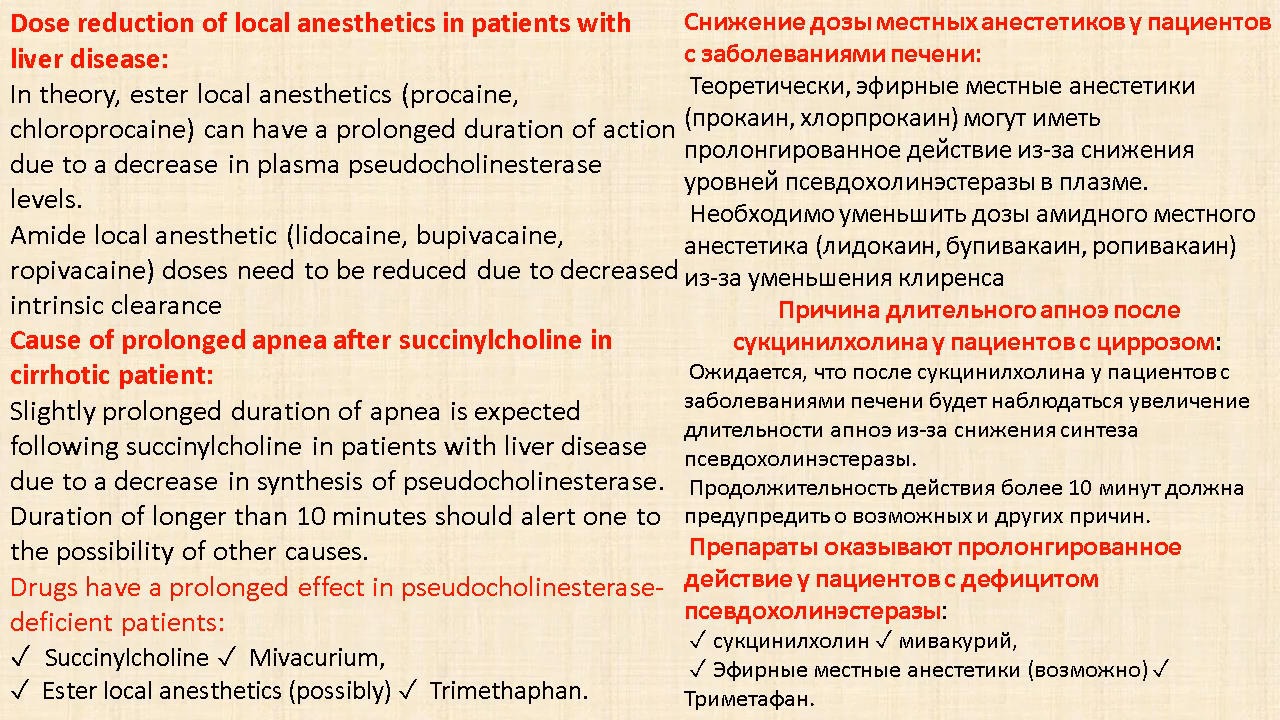 Dose reduction of local anesthetics in patients with
liver disease:
In theory, ester local anesthetics (procaine,
chloroprocaine) can have a prolonged duration of action
due to a decrease in plasma pseudocholinesterase
levels.
Amide local anesthetic (lidocaine, bupivacaine,
ropivacaine) doses need to be reduced due to decreased
intrinsic clearance
Cause of prolonged apnea after succinylcholine in
cirrhotic patient:
Slightly prolonged duration of apnea is expected
following succinylcholine in patients with liver disease
due to a decrease in synthesis of pseudocholinesterase.
Duration of longer than 10 minutes should alert one to
the possibility of other causes.
Drugs have a prolonged effect in pseudocholinesterase-
deficient patients:
✓ Succinylcholine ✓ Mivacurium,
✓ Ester local anesthetics (possibly) ✓ Trimethaphan.
Снижение дозы местных анестетиков у пациентов
с заболеваниями печени:
Теоретически, эфирные местные анестетики
(прокаин, хлорпрокаин) могут иметь
пролонгированное действие из-за снижения
уровней псевдохолинэстеразы в плазме.
Необходимо уменьшить дозы амидного местного
анестетика (лидокаин, бупивакаин, ропивакаин)
из-за уменьшения клиренса
Причина длительного апноэ после
сукцинилхолина у пациентов с циррозом:
Ожидается, что после сукцинилхолина у пациентов с
заболеваниями печени будет наблюдаться увеличение
длительности апноэ из-за снижения синтеза
псевдохолинэстеразы.
Продолжительность действия более 10 минут должна
предупредить о возможных и других причин.
Препараты оказывают пролонгированное
действие у пациентов с дефицитом
псевдохолинэстеразы:
✓ сукцинилхолин ✓ мивакурий,
✓ Эфирные местные анестетики (возможно) ✓
Триметафан.